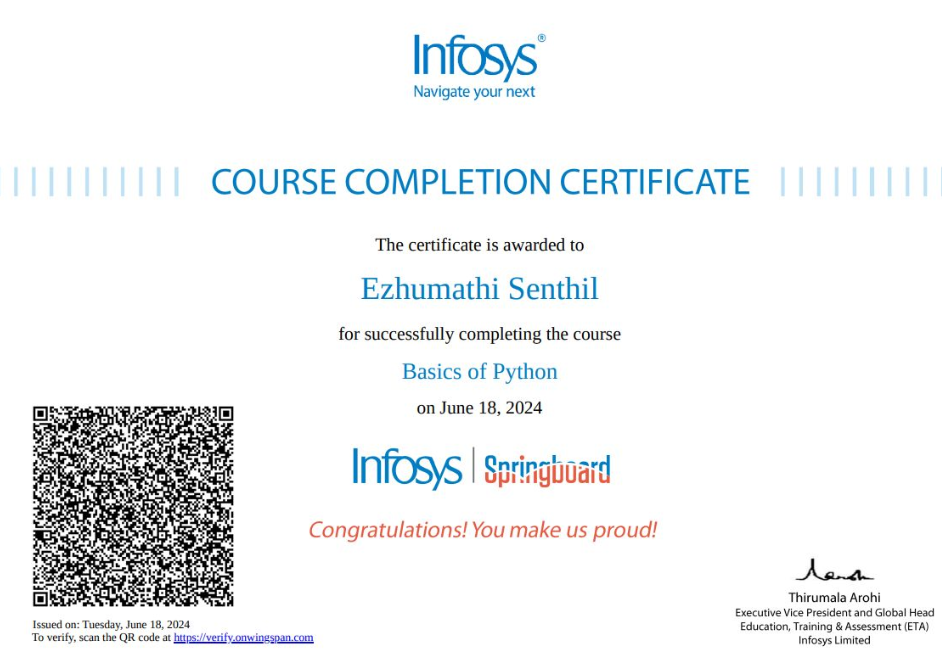 Infosys®
Navigate your next
COURSE COMPLETION CERTIFICATE
The certificate is awarded to
Ezhumathi Senthil
for successfully completing the course
Basics of Python
on June 18, 2024
Infosys | Springboard
Congratulations! You make us proud!
Thirumala Arohi
Executive Vice President and Global Head
Education, Training & Assessment (ETA)
Infosys Limited
Issued on: Tuesday, June 18, 2024
To verify, scan the QR code at https://verify.onwingspan.com